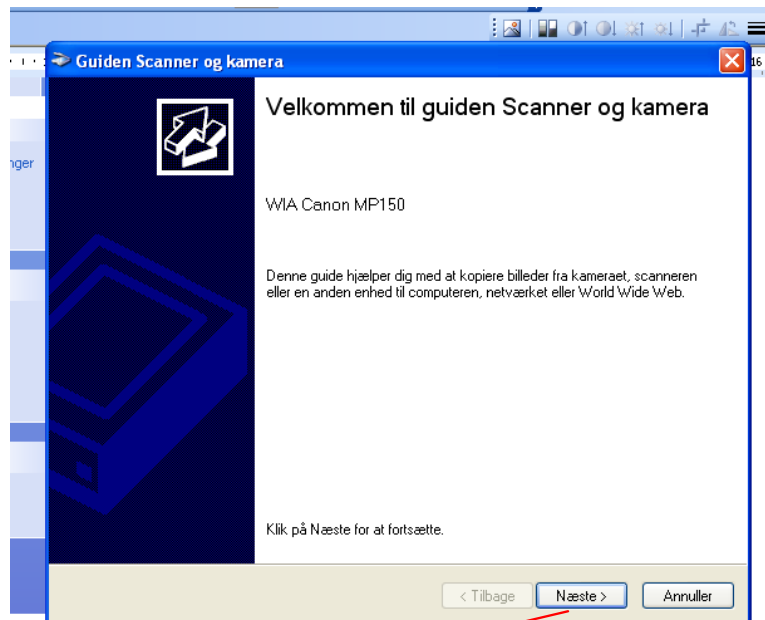 16
Guiden Scanner og kamera
Velkommen til guiden Scanner og kamera
nger
WIA Canon MP150
Denne guide hjælper dig med at kopiere billeder fra kameraet, scanneren
eller en anden enhed til computeren, netværket eller World Wide Web.
Klik på Næste for at fortsætte.
< Tilbage
Næste >
Annuller